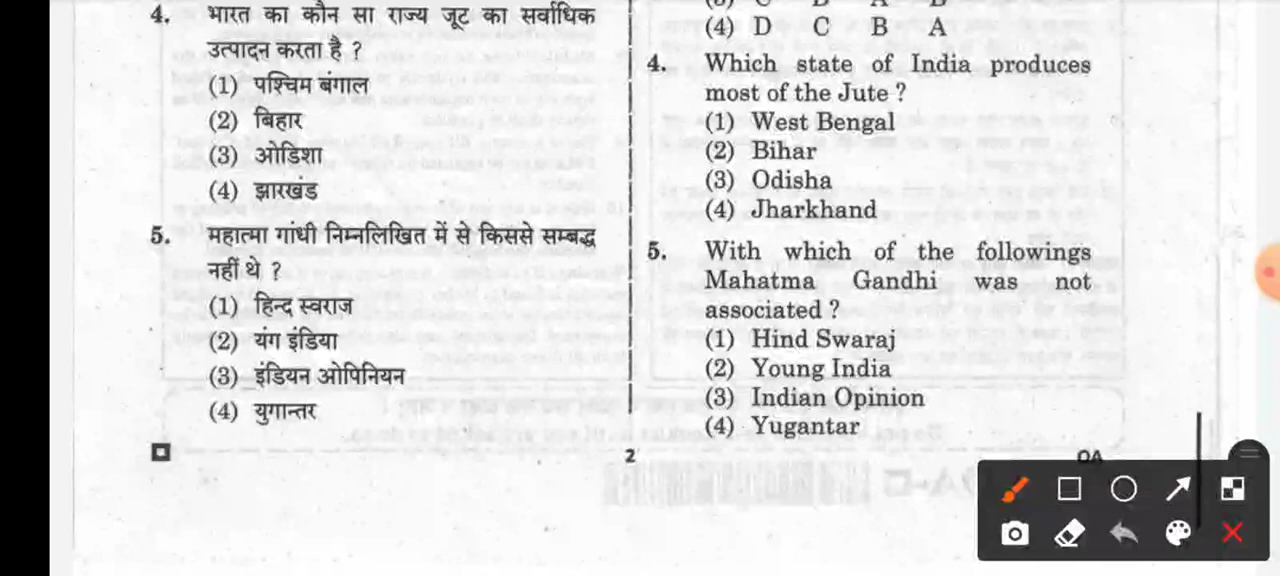 4. भारत का कौन सा राज्य जूट का सर्वाधिक
उत्पादन करता है ?
(1) पश्चिम बंगाल
(2) बिहार
(3) ओडिशा
(4) झारखंड
5. महात्मा गांधी निम्नलिखित में से किससे सम्बद्ध
नहीं थे ?
(1) हिन्द स्वराज
(2) यंग इंडिया
(3) इंडियन ओपिनियन
(4) युगान्तर
(4) D C B A
4. Which state of India produces
most of the Jute ?
(1) West Bengal
(2) Bihar
(3) Odisha
(4) Jharkhand
5. With which of the followings
Mahatma Gandhi was not
associated ?
(1) Hind Swaraj
(2) Young India
(3) Indian Opinion
(4) Yugantar
2